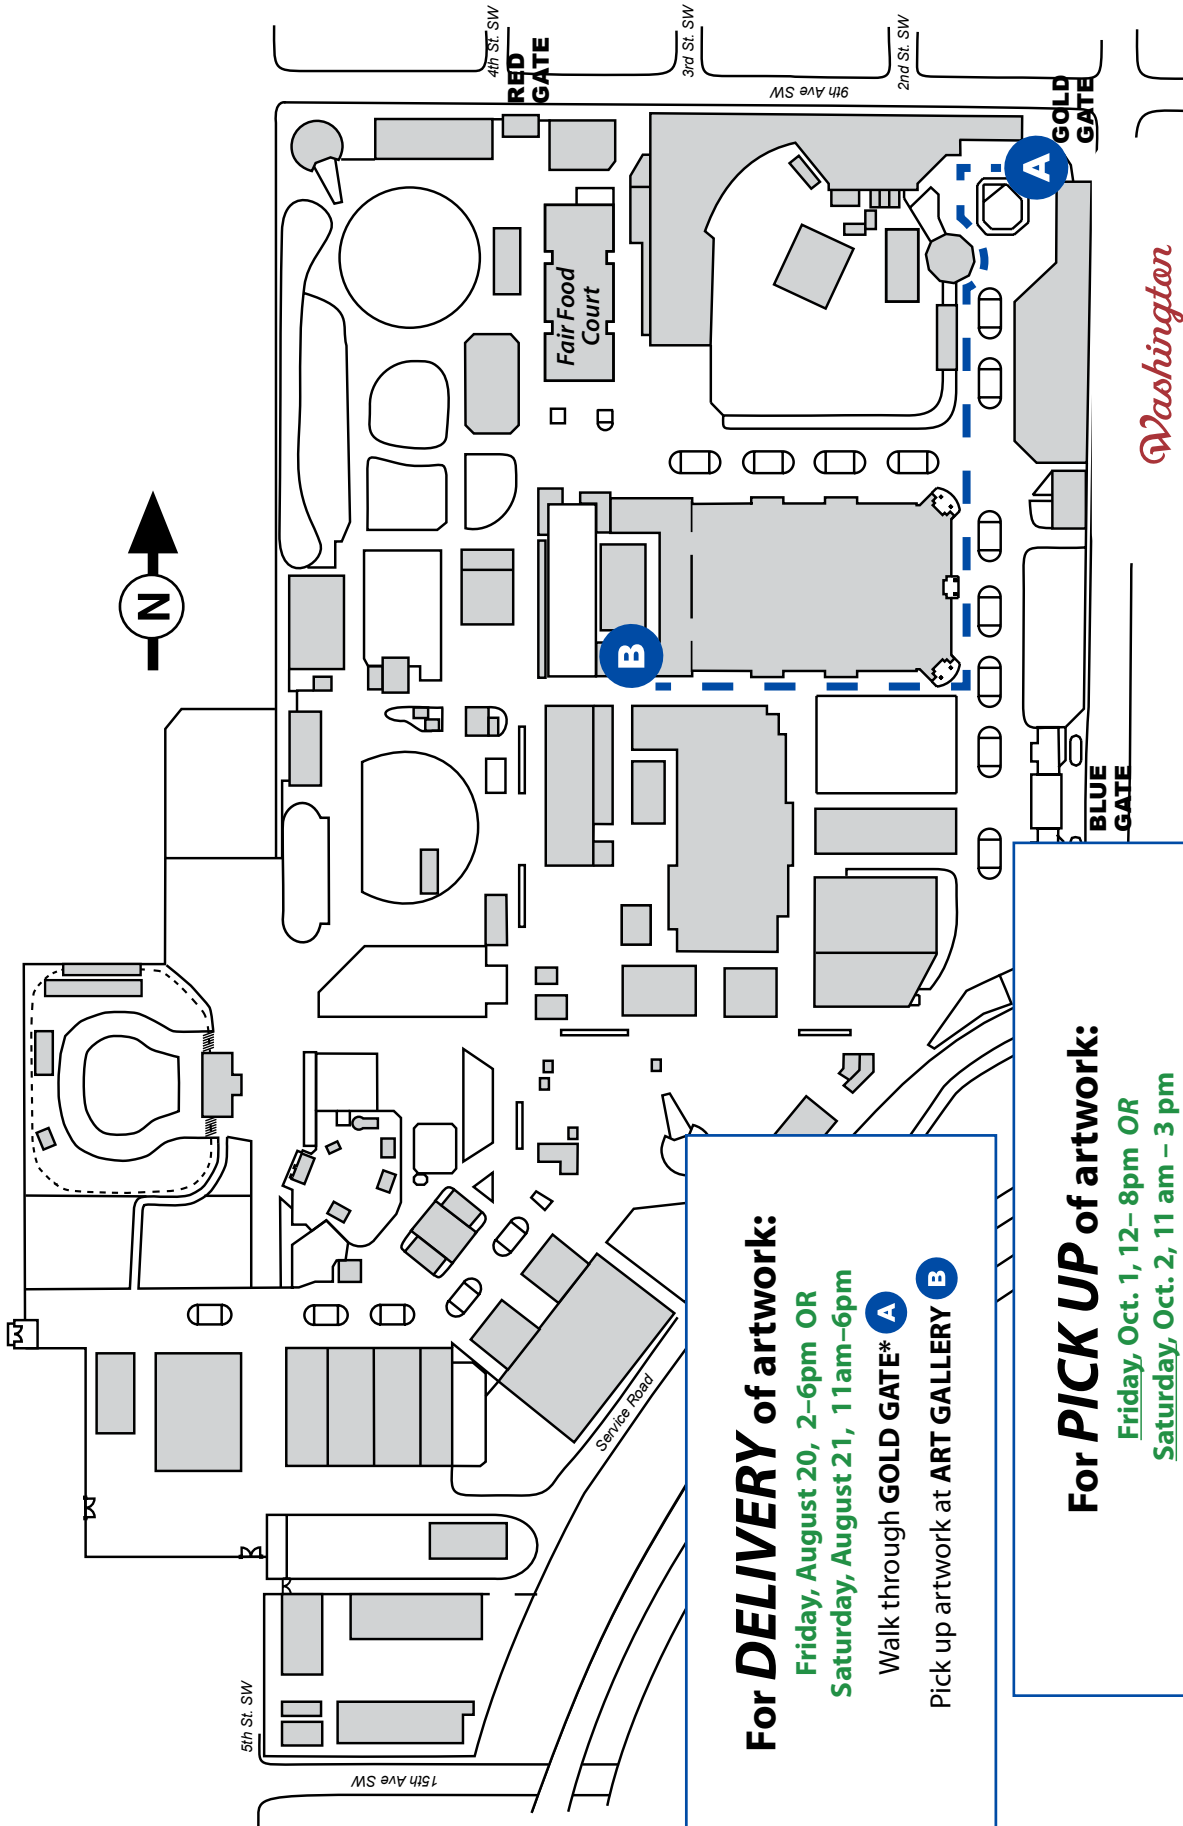 4th St. SW
3rd St. SW
2nd St. SW
9th Ave SW
RED
GATE
GOLD
GATE
A
Fair Food
Court
Washington
N
B
BLUE
GATE
Service Road
5th St. SW
15th Ave SW
For DELIVERY of artwork:
Friday, August 20, 2–6pm OR
Saturday, August 21, 11am–6pm
Walk through GOLD GATE* A
Pick up artwork at ART GALLERY B
For PICK UP of artwork:
Friday, Oct. 1, 12– 8pm OR
Saturday, Oct. 2, 11 am – 3 pm